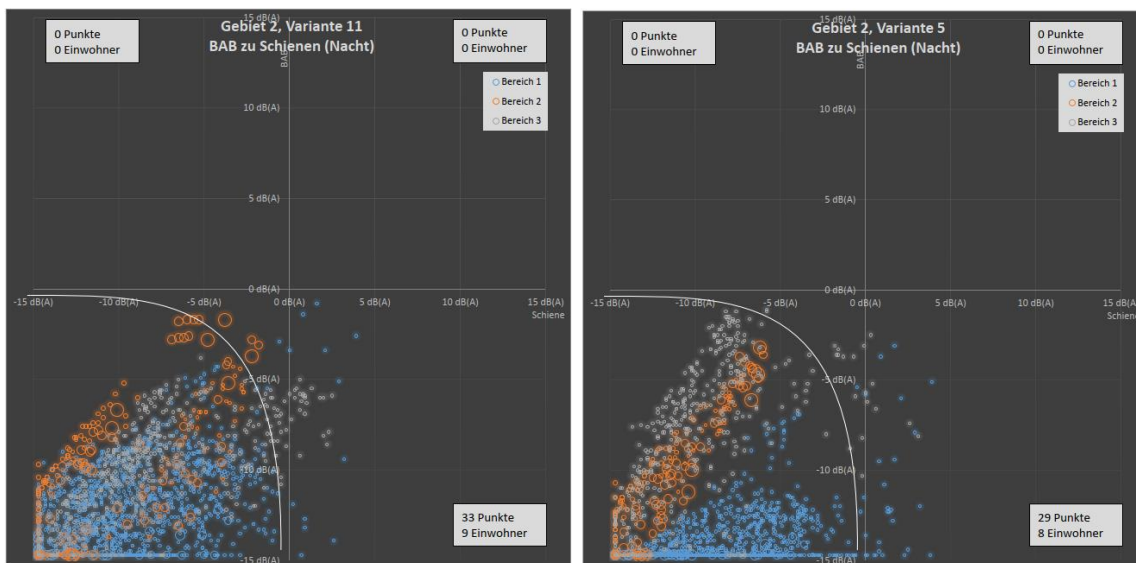 0 Punkte
0 Einwohner
Gebiet 2, Variante 11
BAB zu Schienen (Nacht)
0 Punkte
0 Einwohner
15 dB(A)
BAB
Bereich 1
Bereich 2
Bereich 3
10 dB(A)
5 dB(A)
0 dB(A)
-15 dB(A)
-10 dB(A)
-5 dB(A)
0 dB(A)
5 dB(A)
10 dB(A)
15 dB(A)
Schiene
-5 dB(A)
-10 dB(A)
-15 dB(A)
33 Punkte
9 Einwohner
0 Punkte
0 Einwohner
Gebiet 2, Variante 5
BAB zu Schienen (Nacht)
0 Punkte
0 Einwohner
15 dB(A)
BAB
Bereich 1
Bereich 2
Bereich 3
10 dB(A)
5 dB(A)
0 dB(A)
-15 dB(A)
-10 dB(A)
-5 dB(A)
0 dB(A)
5 dB(A)
10 dB(A)
15 dB(A)
Schiene
-5 dB(A)
-10 dB(A)
-15 dB(A)
29 Punkte
8 Einwohner